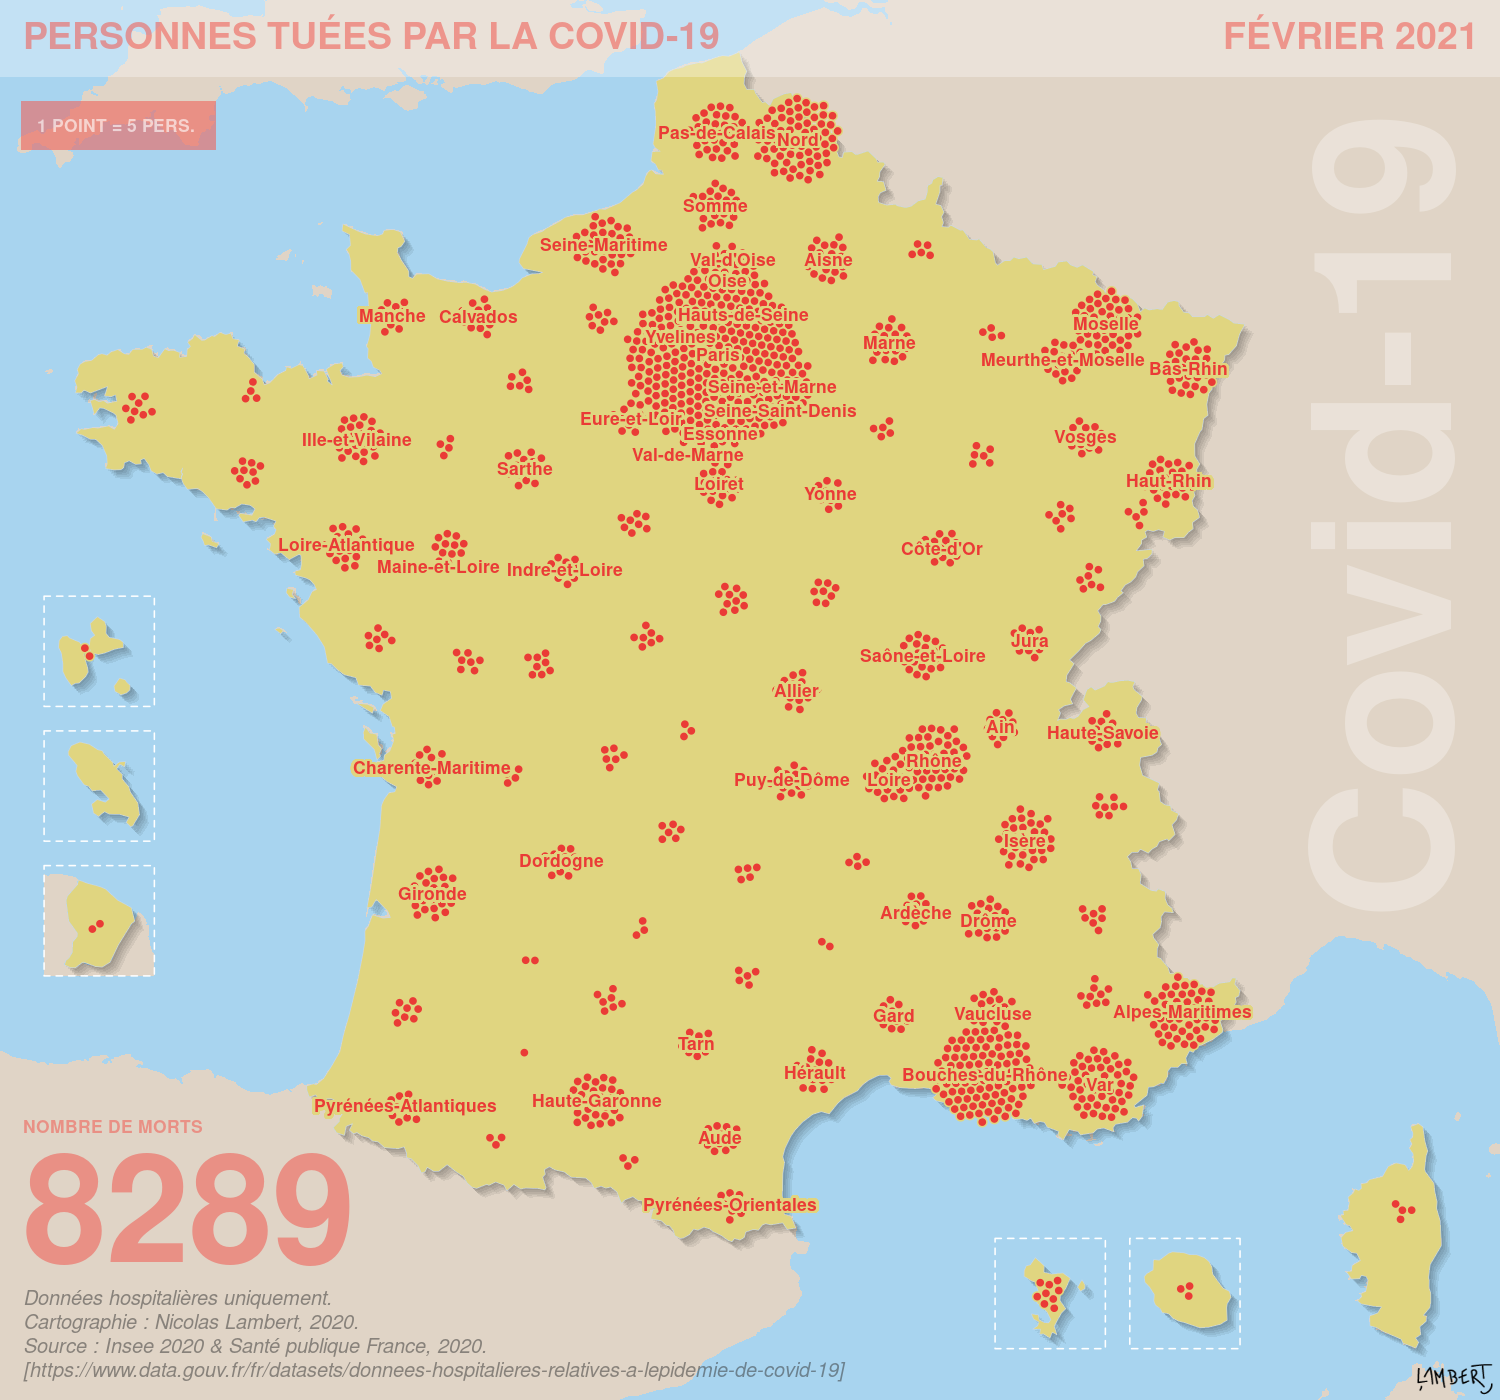 PERSONNES TUÉES PAR LA COVID-19
FÉVRIER 2021
1 POINT = 5 PERS.
Covid-19
Pas-de-Calais
Nord
Somme
Seine-Maritime
Val-d'Oise
Aisne
Oise
Manche
Calvados
Hauts-de-Seine
Moselle
Yvelines
Marne
Paris
Meurthe-et-Moselle
Bas-Rhin
Seine-et-Marne
Seine-Saint-Denis
Eure-et-Loir
Essonne
Ille-et-Vilaine
Vosges
Val-de-Marne
Sarthe
Loiret
Yonne
Haut-Rhin
Loire-Atlantique
Côte-d'Or
Maine-et-Loire
Indre-et-Loire
Saône-et-Loire
Jura
Allier
Ain
Haute-Savoie
Charente-Maritime
Puy-de-Dôme
Rhône
Loire
Isère
Dordogne
Gironde
Ardèche
Drôme
Gard
Vaucluse
Alpes-Maritimes
Tarn
Hérault
Bouches-du-Rhône
Var
Pyrénées-Atlantiques
Haute-Garonne
Aude
Pyrénées-Orientales
NOMBRE DE MORTS
8289
Données hospitalières uniquement.
Cartographie : Nicolas Lambert, 2020.
Source : Insee 2020 & Santé publique France, 2020.
[https://www.data.gouv.fr/fr/datasets/donnees-hospitalieres-relatives-a-lepidemie-de-covid-19]
LAMBERT